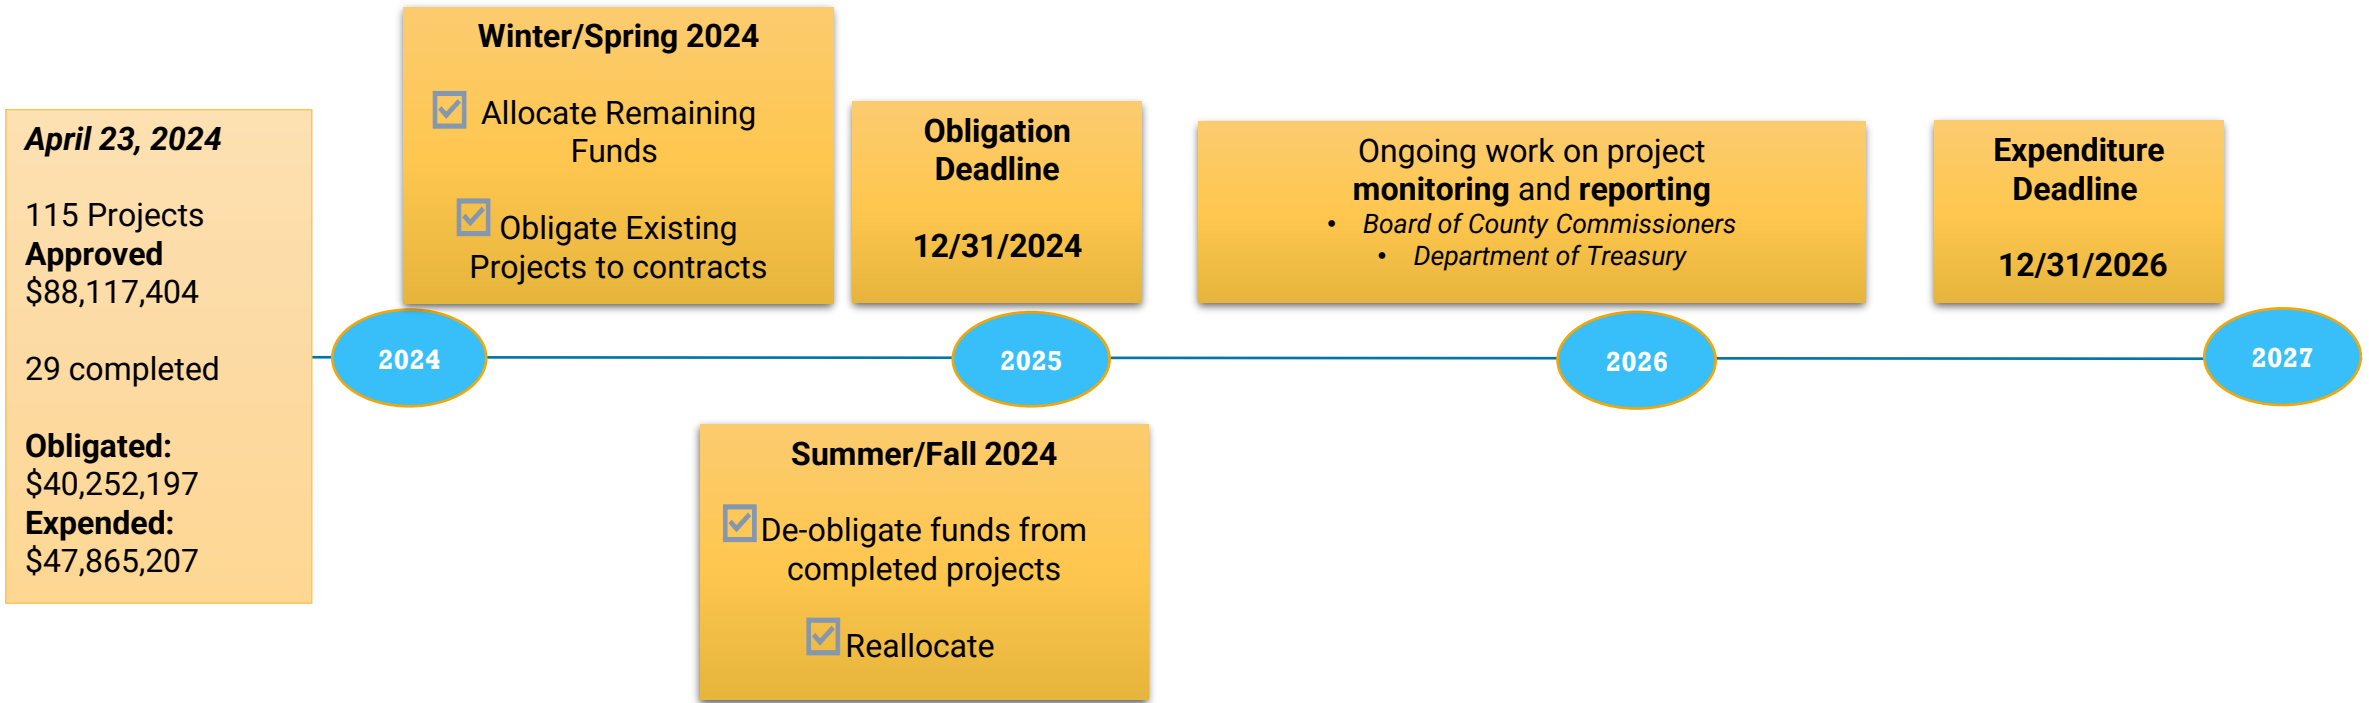 April 23, 2024
115 Projects
Approved
$88,117,404
29 completed
Obligated:
$40,252,197
Expended:
$47,865,207
Winter/Spring 2024
Allocate Remaining
Funds
Obligate Existing
Projects to contracts
Obligation
Deadline
12/31/2024
Ongoing work on project
monitoring and reporting
• Board of County Commissioners
• Department of Treasury
Expenditure
Deadline
12/31/2026
2024
2025
2026
2027
Summer/Fall 2024
De-obligate funds from
completed projects
Reallocate